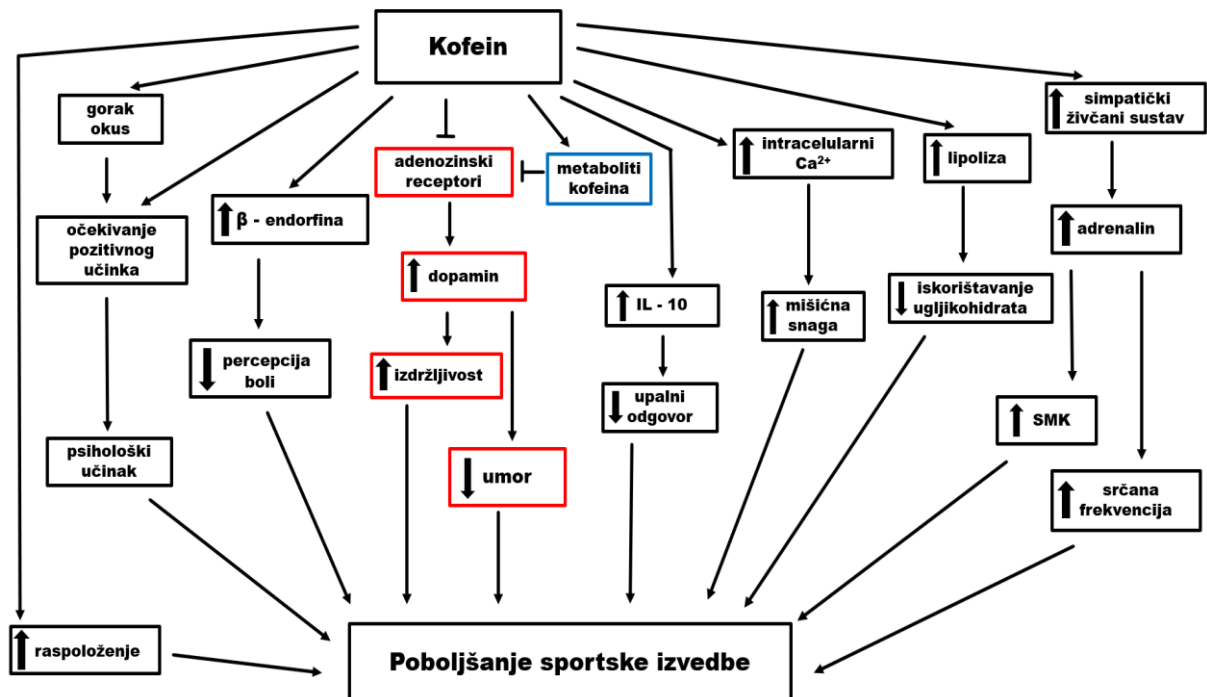 Kofein
gorak
okus
simpatički
živčani sustav
adenozinski
receptori
metaboliti
kofeina
intracelularni
Ca²⁺
lipoliza
očekivanje
pozitivnog
učinka
β - endorfina
adrenalin
dopamin
IL - 10
mišićna
snaga
iskorištavanje
ugljikohidrata
percepcija
boli
izdržljivost
upalni
odgovor
SMK
psihološki
učinak
umor
srčana
frekvencija
raspoloženje
Poboljšanje sportske izvedbe